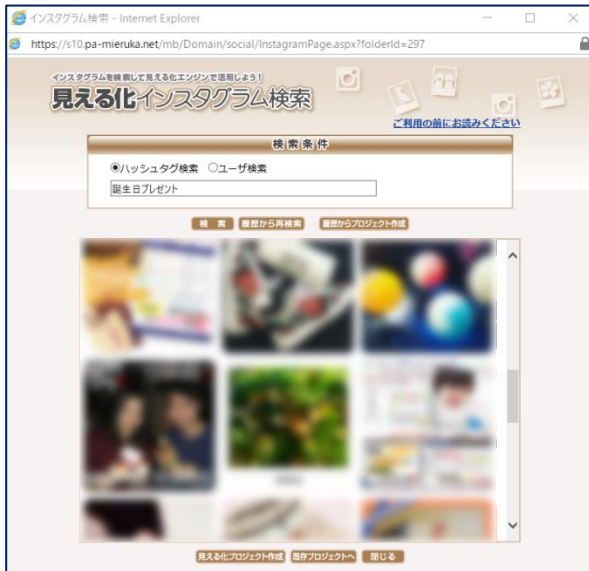 インスタグラム検索 - Internet Explorer
https://s10.pa-mieruka.net/mb/Domain/social/InstagramPage.aspx?folderId=297
インスタグラムを検索して見える化エンジンで活用しよう！
見える化インスタグラム検索
ご利用の前にお読みください
検索条件
ハッシュタグ検索 ユーザ検索
誕生日プレゼント
検 索 履歴から再検索 履歴からプロジェクト作成
見える化プロジェクト作成 既存プロジェクトへ 閉じる